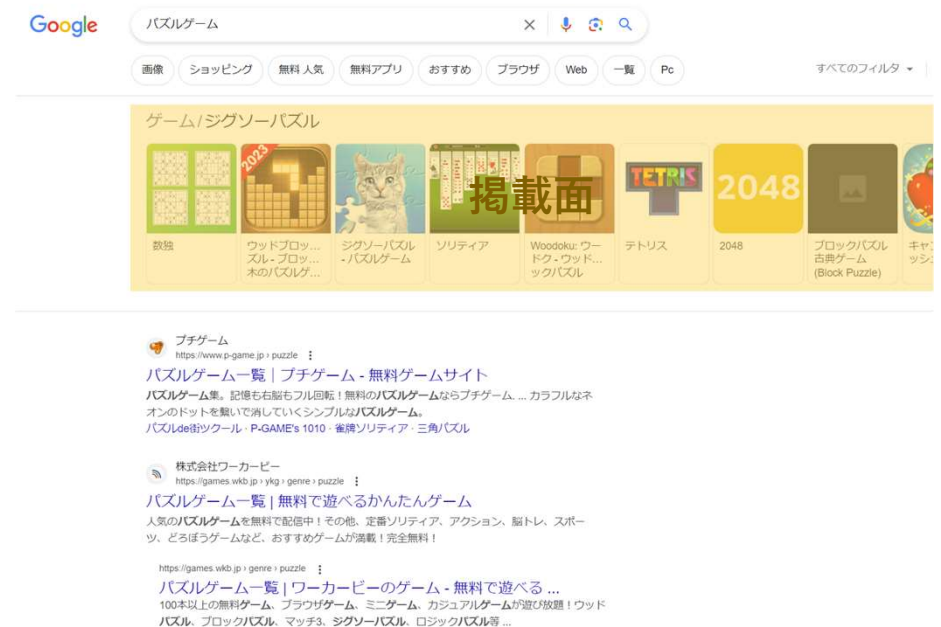 Google
パズルゲーム
画像
ショッピング
無料 人気
無料アプリ
おすすめ
ブラウザ
Web
一覧
Pc
すべてのフィルタ
ゲーム/ジグソーパズル
2023
TETRIS
2048
掲載面
数独
ウッドブロッ...
ズル - ブロッ...
木のパズルゲ...
ジグソーパズル
- パズルゲーム
ソリティア
Woodoku: ウー
ドク - ウッド...
ックパズル
テトリス
2048
ブロックパズル
古典ゲーム
(Block Puzzle)
キャン
ッシ
プチゲーム
https://www.p-game.jp › puzzle
パズルゲーム一覧｜プチゲーム - 無料ゲームサイト
パズルゲーム集。記憶も右脳もフル回転！無料のパズルゲームならプチゲーム. ... カラフルなネ
オンのドットを繋いで消していくシンプルなパズルゲーム。
パズルde街ツクール · P-GAME's 1010 · 雀牌ソリティア · 三角パズル
株式会社ワーカービー
https://games.wkb.jp › ykg › genre › puzzle
パズルゲーム一覧 | 無料で遊べるかんたんゲーム
人気のパズルゲームを無料で配信中！その他、定番ソリティア、アクション、脳トレ、スポー
ツ、どろぼうゲームなど、おすすめゲームが満載！完全無料！
https://games.wkb.jp › genre › puzzle
パズルゲーム一覧 | ワーカービーのゲーム - 無料で遊べる ...
100本以上の無料ゲーム、ブラウザゲーム、ミニゲーム、カジュアルゲームが遊び放題！ウッド
パズル、ブロックパズル、マッチ3、ジグソーパズル、ロジックパズル等 ...